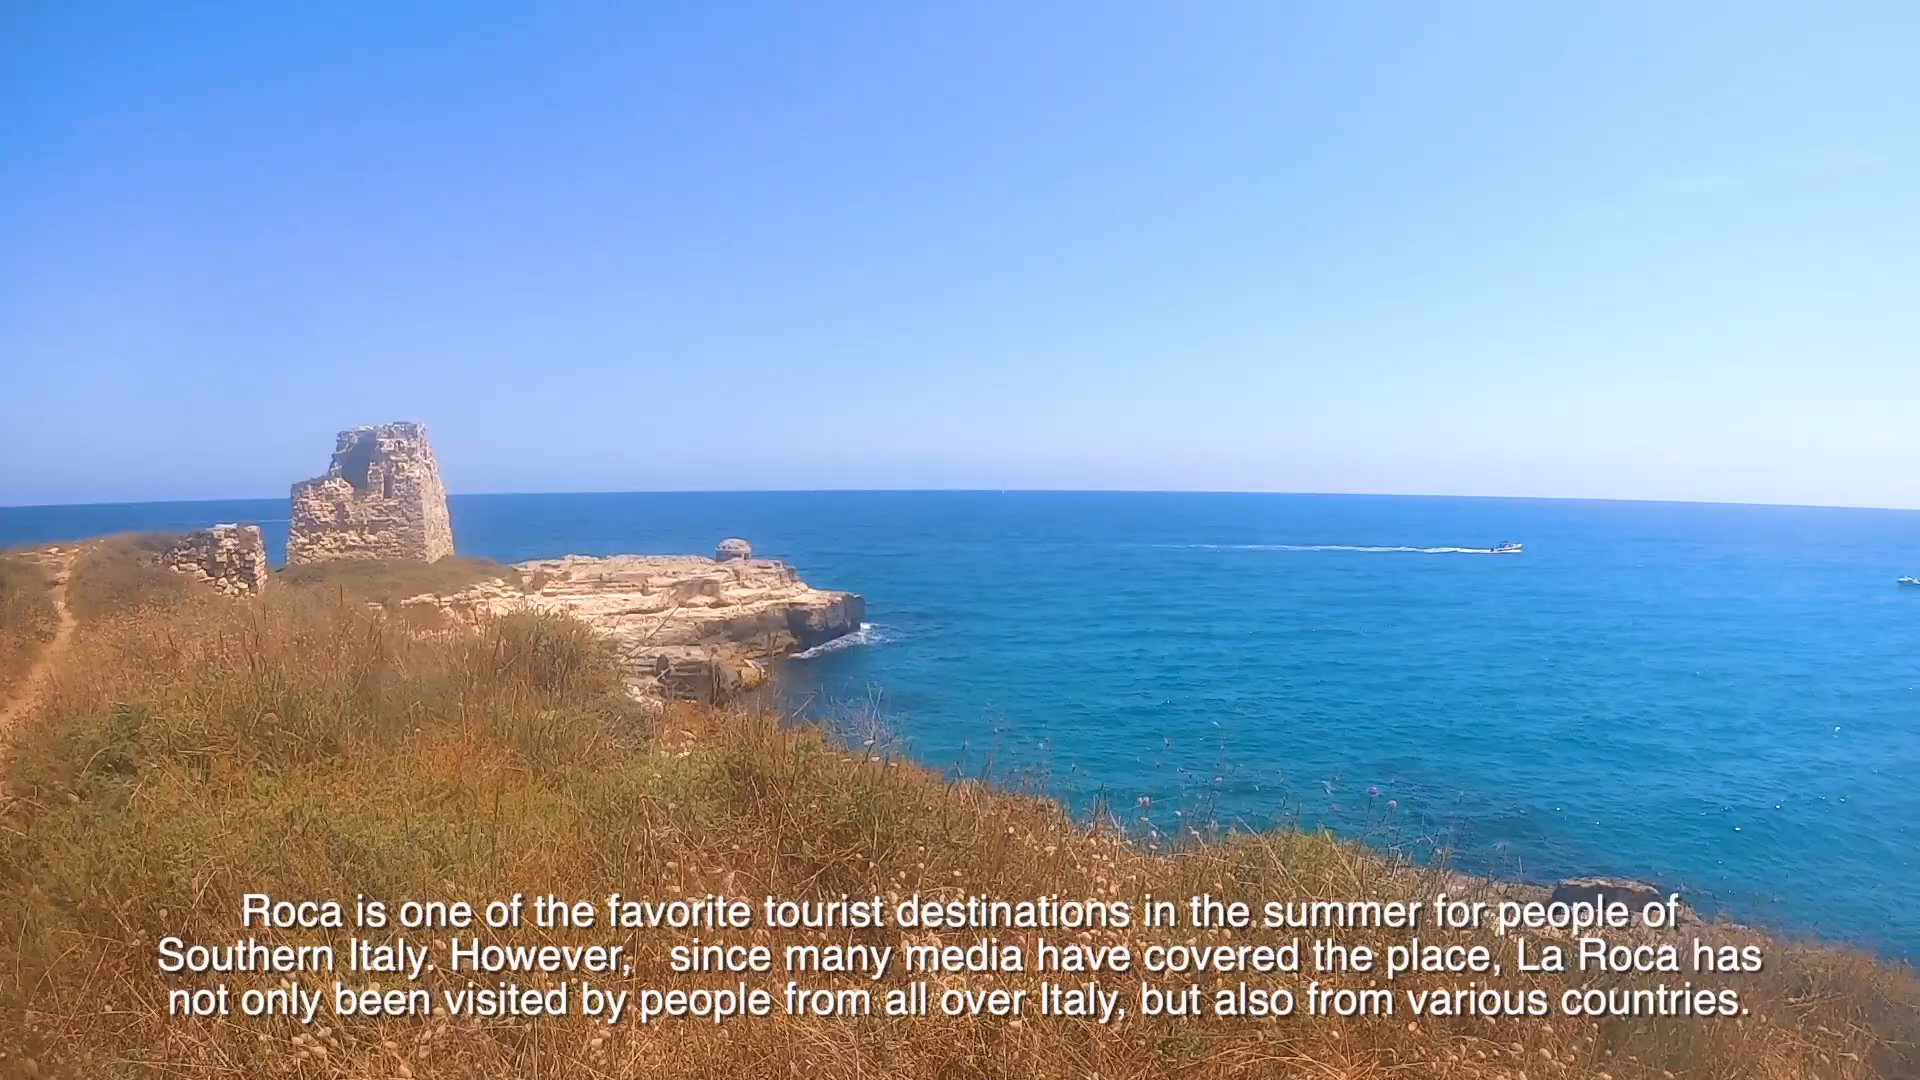 Roca is one of the favorite tourist destinations in the summer for people of
Southern Italy. However,   since many media have covered the place, La Roca has
not only been visited by people from all over Italy, but also from various countries.